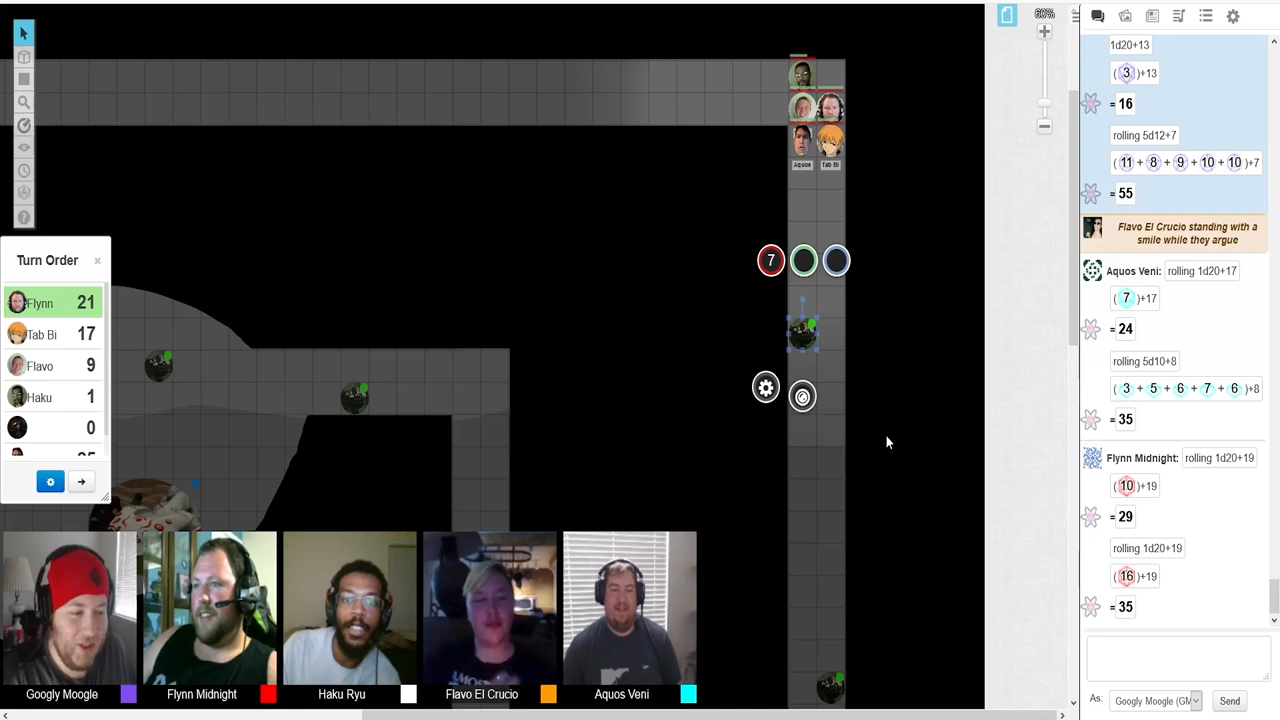 60%
Turn Order ×
Flynn 21
Tab Bi 17
Flavo 9
Haku 1
0
Aquos
Tab Bi
7
1d20+13
(3)+13
= 16
rolling 5d12+7
(11 + 8 + 9 + 10 + 10)+7
= 55
Flavo El Crucio standing with a
smile while they argue
Aquos Veni: rolling 1d20+17
(7)+17
= 24
rolling 5d10+8
(3 + 5 + 6 + 7 + 6)+8
= 35
Flynn Midnight: rolling 1d20+19
(10)+19
= 29
rolling 1d20+19
(16)+19
= 35
As: Googly Moogle (GM Send
Googly Moogle
Flynn Midnight
Haku Ryu
Flavo El Crucio
Aquos Veni